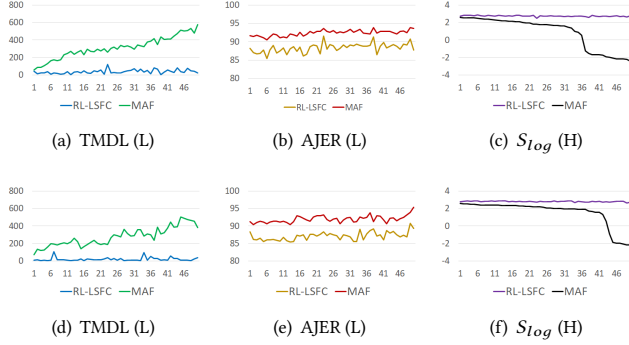 800
600
400
200
0
1 6 11 16 21 26 31 36 41 46
RL-LSFC MAF
(a) TMDL (L)
100
95
90
85
80
1 6 11 16 21 26 31 36 41 46
RL-LSFC MAF
(b) AJER (L)
4
2
0
-2
-4
1 6 11 16 21 26 31 36 41 46
RL-LSFC MAF
(c) S_log (H)
800
600
400
200
0
1 6 11 16 21 26 31 36 41 46
RL-LSFC MAF
(d) TMDL (L)
100
95
90
85
80
1 6 11 16 21 26 31 36 41 46
RL-LSFC MAF
(e) AJER (L)
4
2
0
-2
-4
1 6 11 16 21 26 31 36 41 46
RL-LSFC MAF
(f) S_log (H)